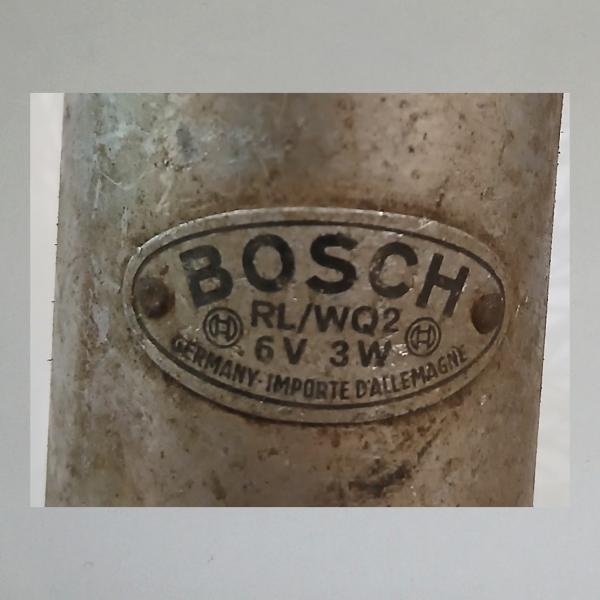 BOSCH
RL/WQ2
6V 3W
GERMANY-IMPORTE D'ALLEMAGNE